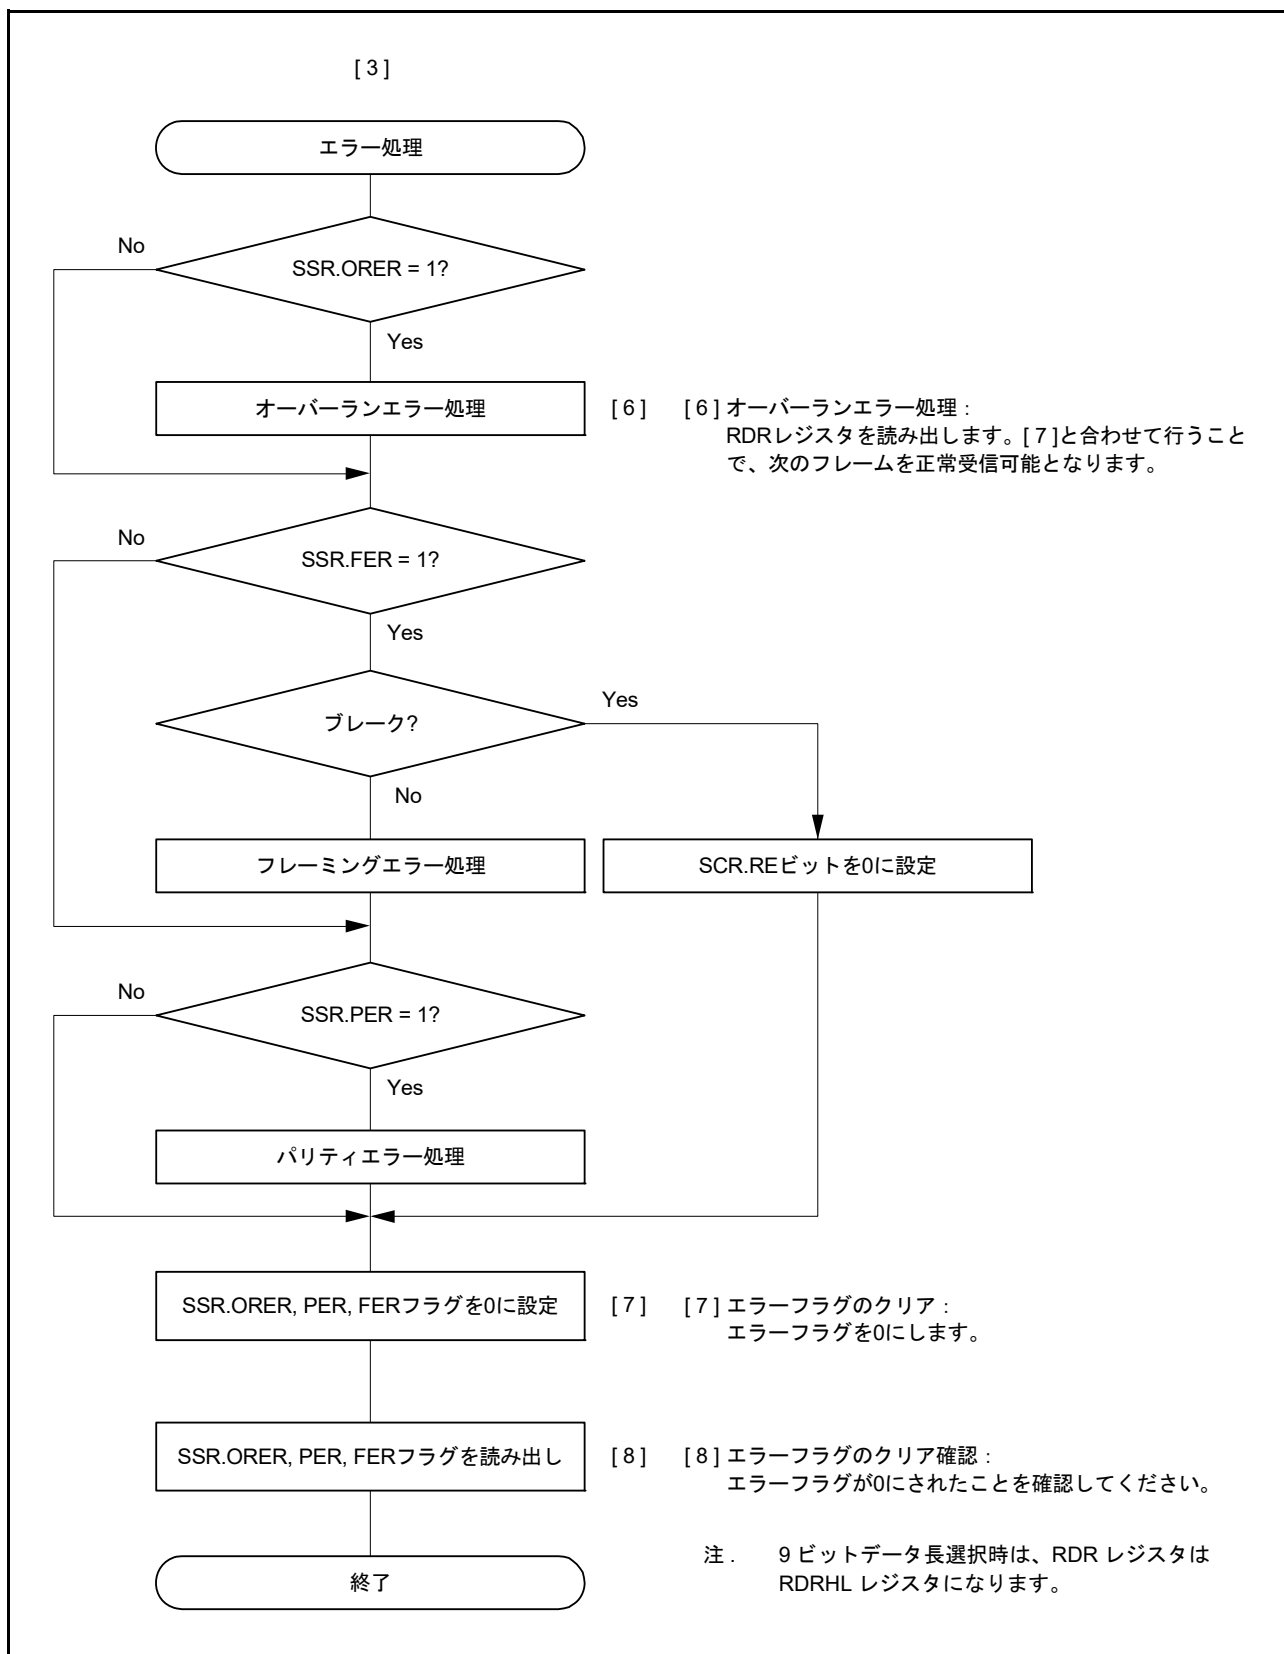 [ 3 ]
エラー処理
No
SSR.ORER = 1?
Yes
オーバーランエラー処理
[ 6 ]
[ 6 ] オーバーランエラー処理 :
RDRレジスタを読み出します。[ 7 ]と合わせて行うこと
で、次のフレームを正常受信可能となります。
No
SSR.FER = 1?
Yes
ブレーク?
Yes
No
フレーミングエラー処理
SCR.REビットを0に設定
No
SSR.PER = 1?
Yes
パリティエラー処理
SSR.ORER, PER, FERフラグを0に設定
[ 7 ]
[ 7 ] エラーフラグのクリア :
エラーフラグを0にします。
SSR.ORER, PER, FERフラグを読み出し
[ 8 ]
[ 8 ] エラーフラグのクリア確認 :
エラーフラグが0にされたことを確認してください。
注 . 9 ビットデータ長選択時は、RDR レジスタは
RDRHL レジスタになります。
終了